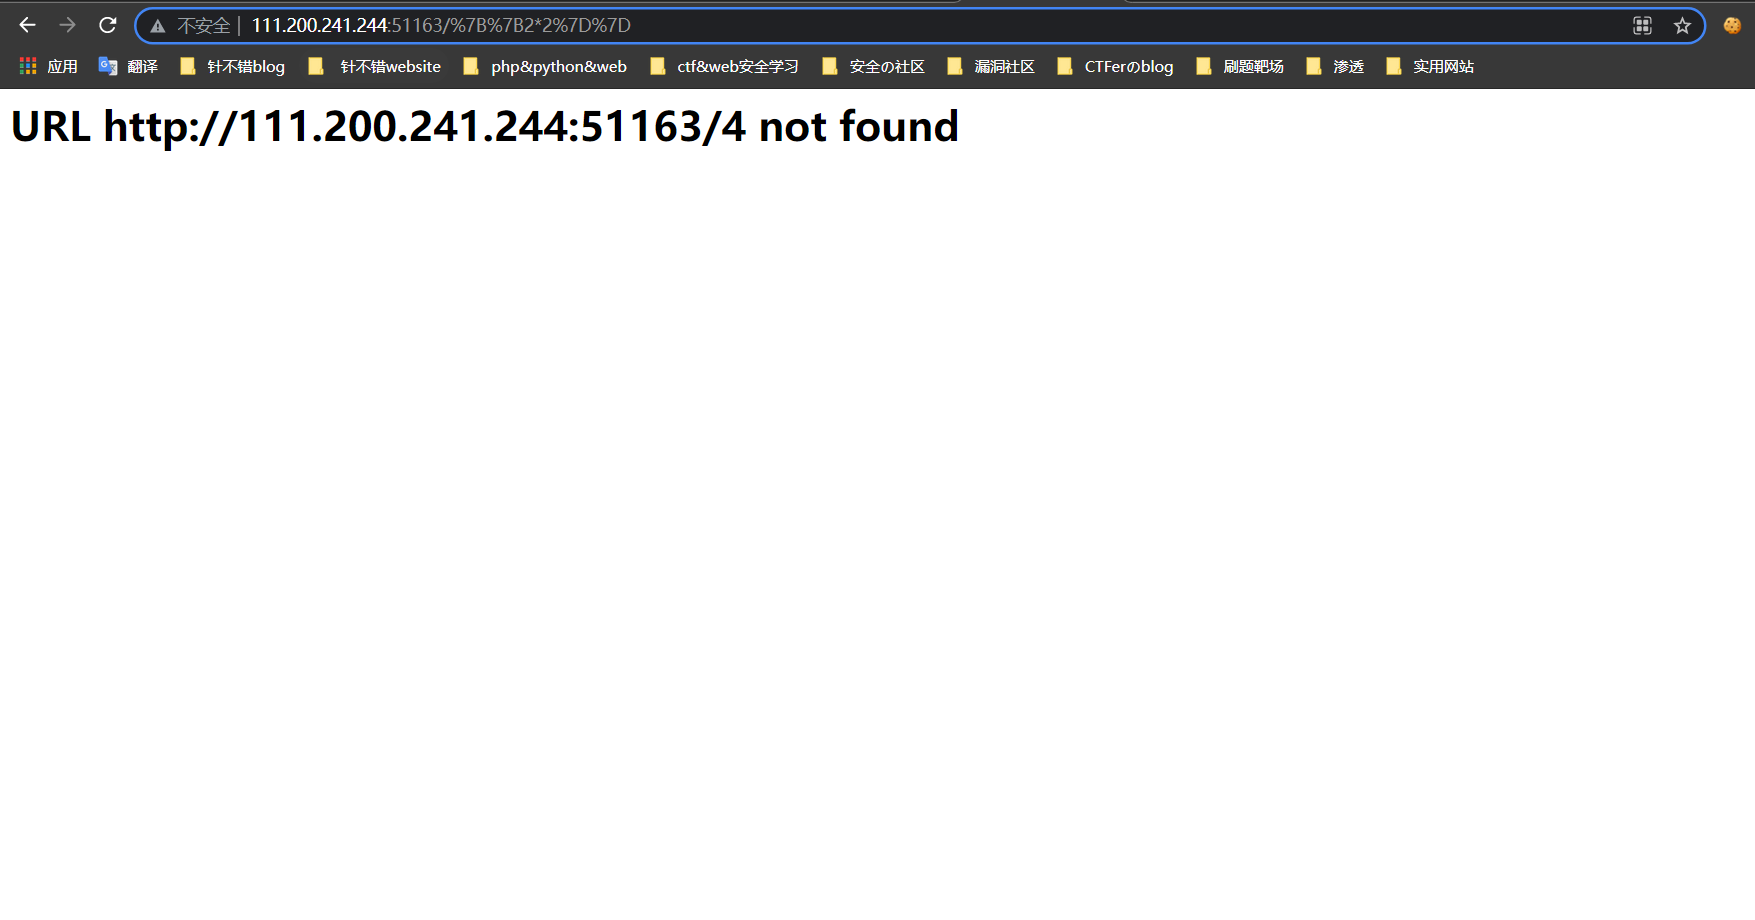 不安全 | 111.200.241.244:51163/%7B%7B2*2%7D%7D
应用 翻译 针不错blog 针不错website php&python&web ctf&web安全学习 安全の社区 漏洞社区 CTFerのblog 刷题靶场 渗透 实用网站
URL http://111.200.241.244:51163/4 not found